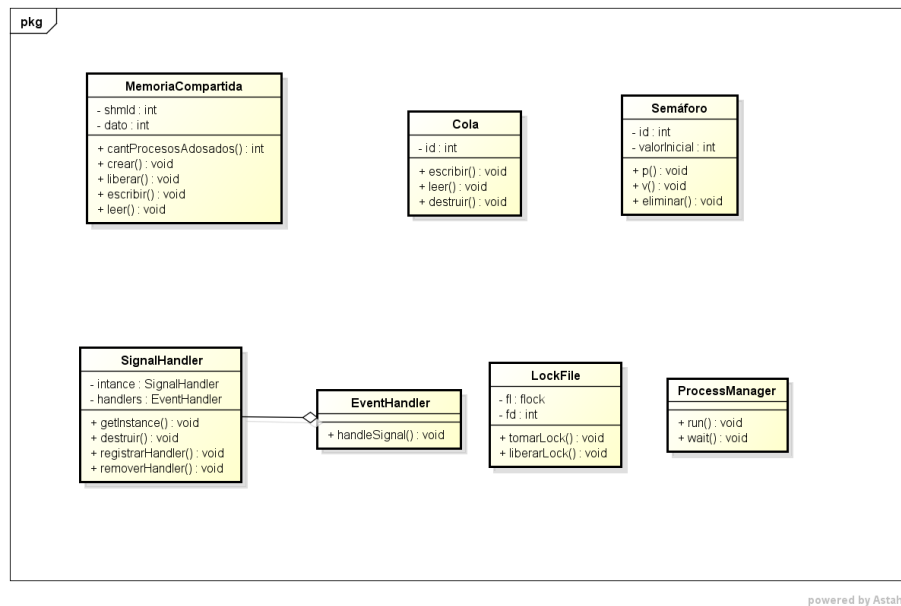 pkg
MemoriaCompartida
- shmId : int
- dato : int
+ cantProcesosAdosados() : int
+ crear() : void
+ liberar() : void
+ escribir() : void
+ leer() : void
Cola
- id : int
+ escribir() : void
+ leer() : void
+ destruir() : void
Semáforo
- id : int
- valorInicial : int
+ p() : void
+ v() : void
+ eliminar() : void
SignalHandler
- intance : SignalHandler
- handlers : EventHandler
+ getInstance() : void
+ destruir() : void
+ registrarHandler() : void
+ removerHandler() : void
EventHandler
+ handleSignal() : void
LockFile
- fl : flock
- fd : int
+ tomarLock() : void
+ liberarLock() : void
ProcessManager
+ run() : void
+ wait() : void
powered by Astah